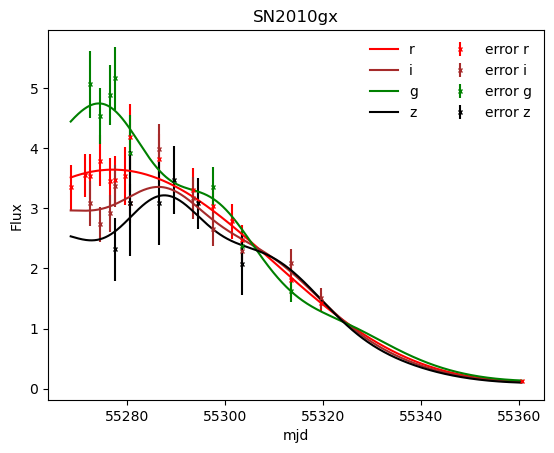 SN2010gx
r error r
i error i
g error g
z error z
5
4
3
2
1
0
Flux
55280 55300 55320 55340 55360
mjd